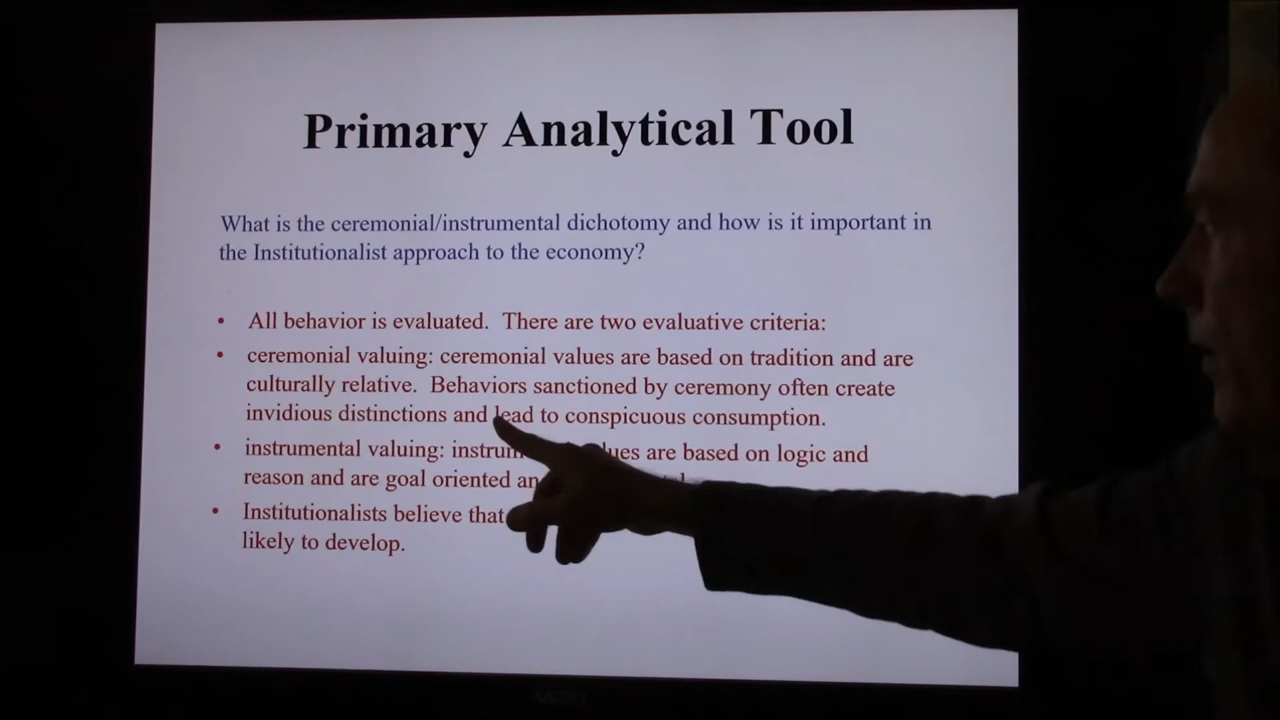 Primary Analytical Tool
What is the ceremonial/instrumental dichotomy and how is it important in
the Institutionalist approach to the economy?
• All behavior is evaluated. There are two evaluative criteria:
• ceremonial valuing: ceremonial values are based on tradition and are
culturally relative. Behaviors sanctioned by ceremony often create
invidious distinctions and lead to conspicuous consumption.
• instrumental valuing: are based on logic and
reason and are goal oriented
• Institutionalists believe that
likely to develop.